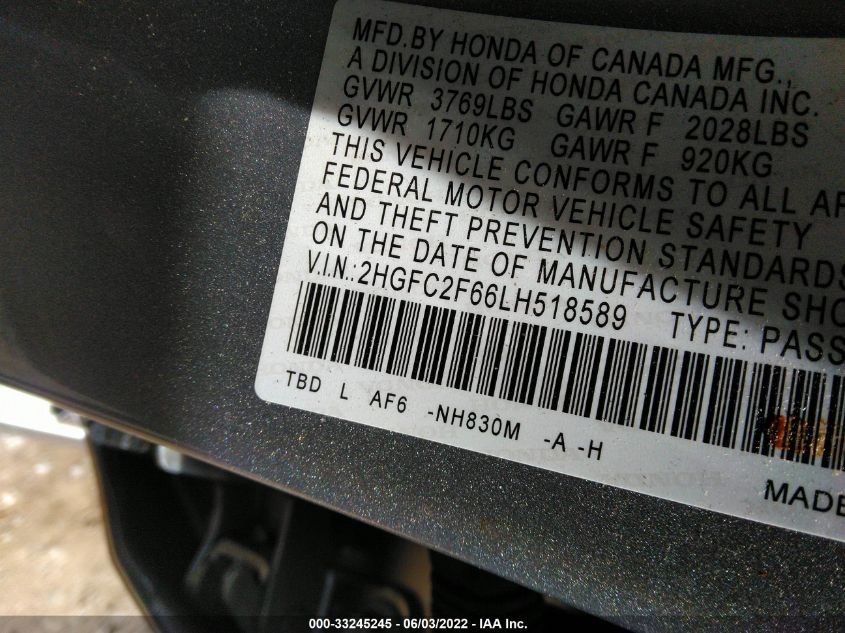 MFD.BY HONDA OF CANADA MFG.,
A DIVISION OF HONDA CANADA INC.
GVWR 3769LBS GAWR F 2028LBS
GVWR 1710KG GAWR F 920KG
THIS VEHICLE CONFORMS TO ALL AP
FEDERAL MOTOR VEHICLE SAFETY
AND THEFT PREVENTION STANDARDS
ON THE DATE OF MANUFACTURE SHO
V.I.N.:2HGFC2F66LH518589 TYPE: PASS
TBD L AF6 -NH830M -A -H
MADE
000-33245245 - 06/03/2022 - IAA Inc.